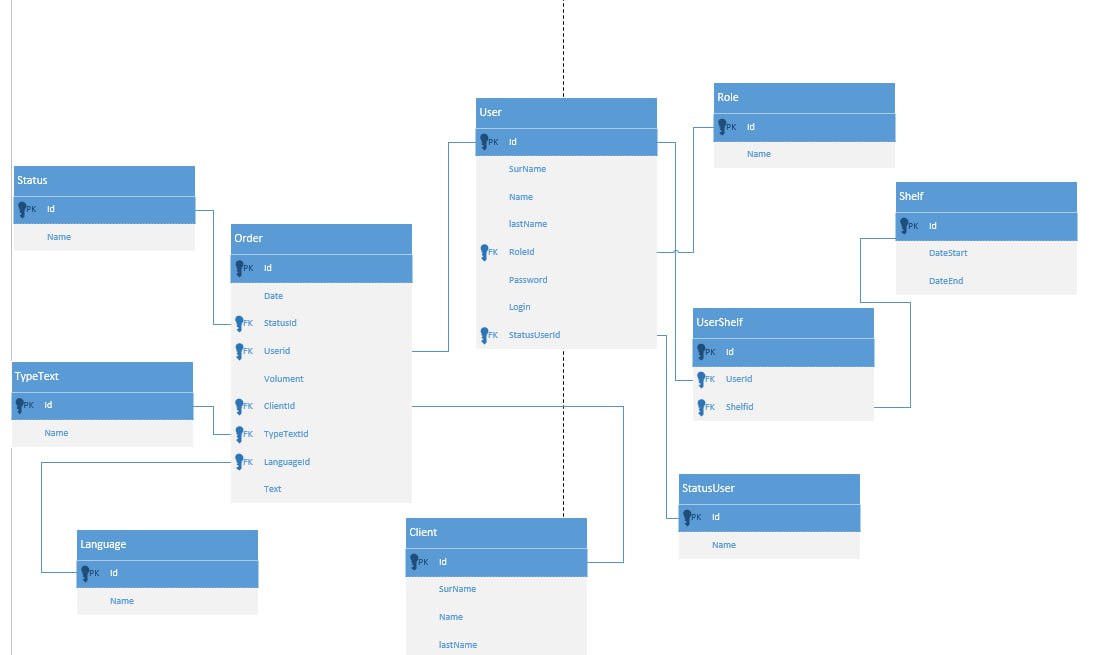 Status
PK Id
Name
TypeText
PK Id
Name
Language
PK Id
Name
Order
PK Id
Date
FK StatusId
FK Userid
Volument
FK ClientId
FK TypeTextId
FK LanguageId
Text
Client
PK Id
SurName
Name
lastName
User
PK Id
SurName
Name
lastName
FK RoleId
Password
Login
FK StatusUserId
Role
PK Id
Name
Shelf
PK Id
DateStart
DateEnd
UserShelf
PK Id
FK UserId
FK Shelfid
StatusUser
PK Id
Name